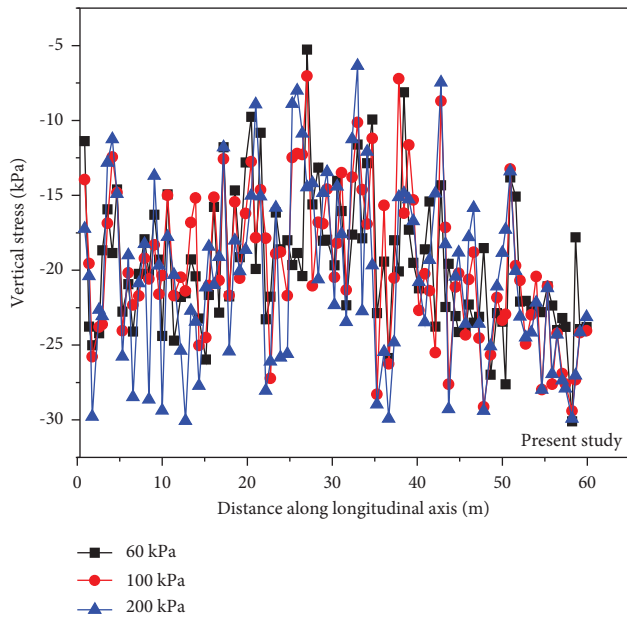 -5
-10
-15
-20
-25
-30
Vertical stress (kPa)
Present study
0 10 20 30 40 50 60
Distance along longitudinal axis (m)
60 kPa
100 kPa
200 kPa